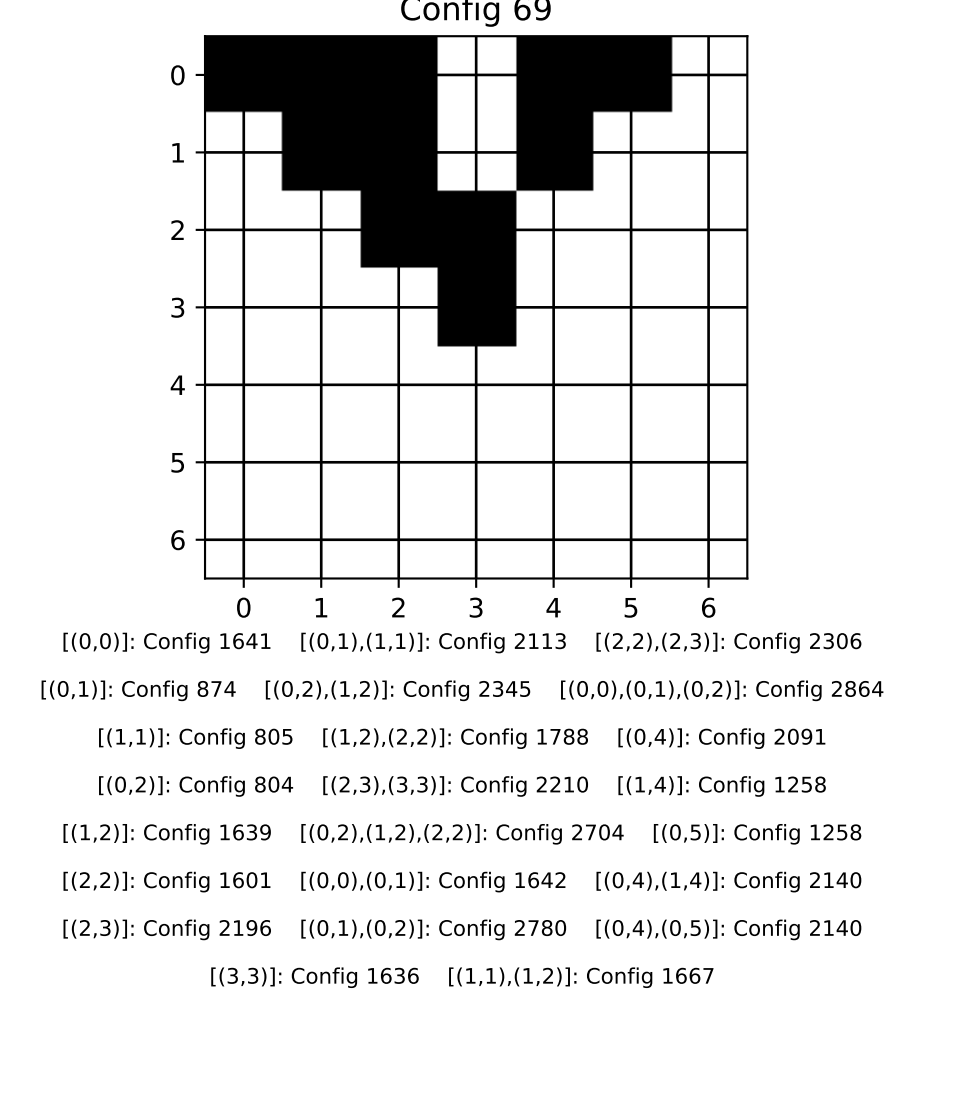 Config 69
0
1
2
3
4
5
6
0 1 2 3 4 5 6
[(0,0)]: Config 1641 [(0,1),(1,1)]: Config 2113 [(2,2),(2,3)]: Config 2306
[(0,1)]: Config 874 [(0,2),(1,2)]: Config 2345 [(0,0),(0,1),(0,2)]: Config 2864
[(1,1)]: Config 805 [(1,2),(2,2)]: Config 1788 [(0,4)]: Config 2091
[(0,2)]: Config 804 [(2,3),(3,3)]: Config 2210 [(1,4)]: Config 1258
[(1,2)]: Config 1639 [(0,2),(1,2),(2,2)]: Config 2704 [(0,5)]: Config 1258
[(2,2)]: Config 1601 [(0,0),(0,1)]: Config 1642 [(0,4),(1,4)]: Config 2140
[(2,3)]: Config 2196 [(0,1),(0,2)]: Config 2780 [(0,4),(0,5)]: Config 2140
[(3,3)]: Config 1636 [(1,1),(1,2)]: Config 1667